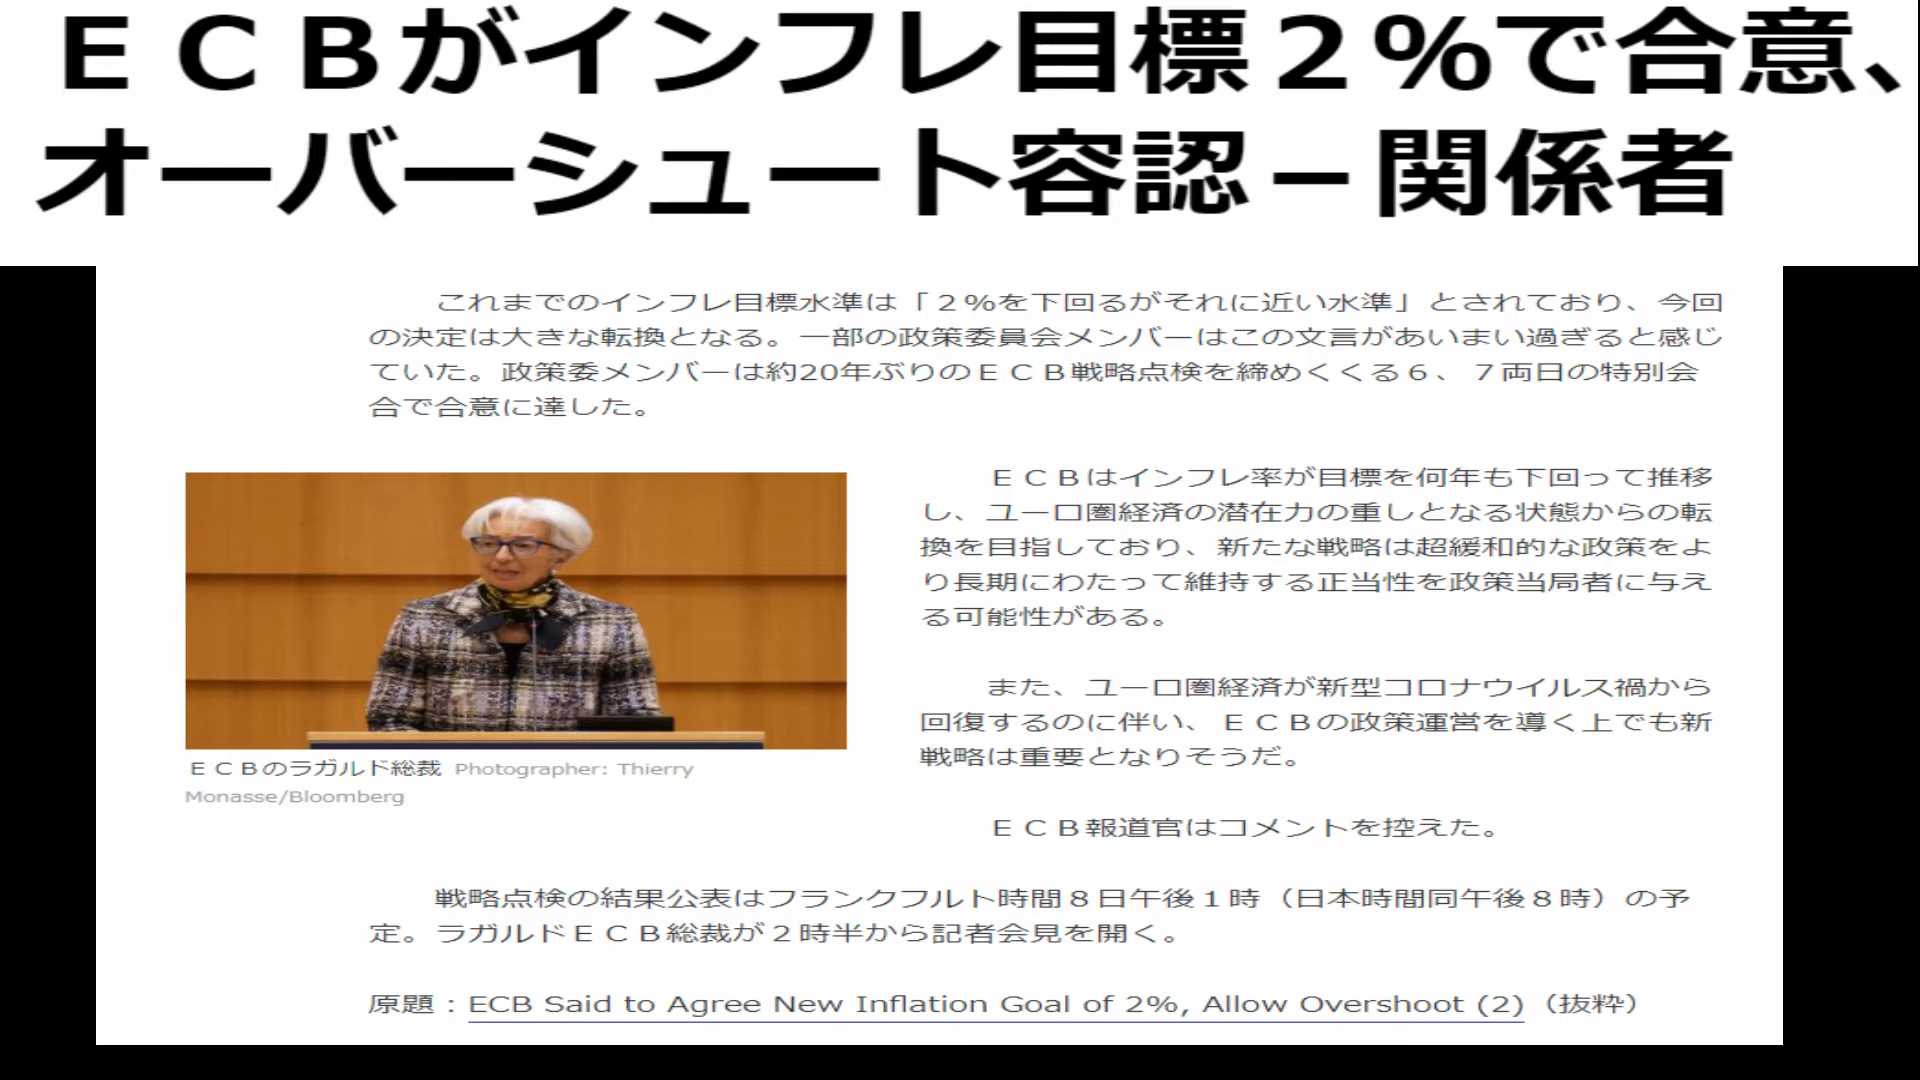 ＥＣＢがインフレ目標２％で合意、
オーバーシュート容認－関係者
これまでのインフレ目標水準は「２％を下回るがそれに近い水準」とされており、今回
の決定は大きな転換となる。一部の政策委員会メンバーはこの文言があいまい過ぎると感じ
ていた。政策委メンバーは約20年ぶりのＥＣＢ戦略点検を締めくくる６、７両日の特別会
合で合意に達した。
ＥＣＢはインフレ率が目標を何年も下回って推移
し、ユーロ圏経済の潜在力の重しとなる状態からの転
換を目指しており、新たな戦略は超緩和的な政策をよ
り長期にわたって維持する正当性を政策当局者に与え
る可能性がある。
また、ユーロ圏経済が新型コロナウイルス禍から
回復するのに伴い、ＥＣＢの政策運営を導く上でも新
戦略は重要となりそうだ。
ＥＣＢのラガルド総裁 Photographer: Thierry
Monasse/Bloomberg
ＥＣＢ報道官はコメントを控えた。
戦略点検の結果公表はフランクフルト時間８日午後１時（日本時間同午後８時）の予
定。ラガルドＥＣＢ総裁が２時半から記者会見を開く。
原題：ECB Said to Agree New Inflation Goal of 2%, Allow Overshoot (2)（抜粋）